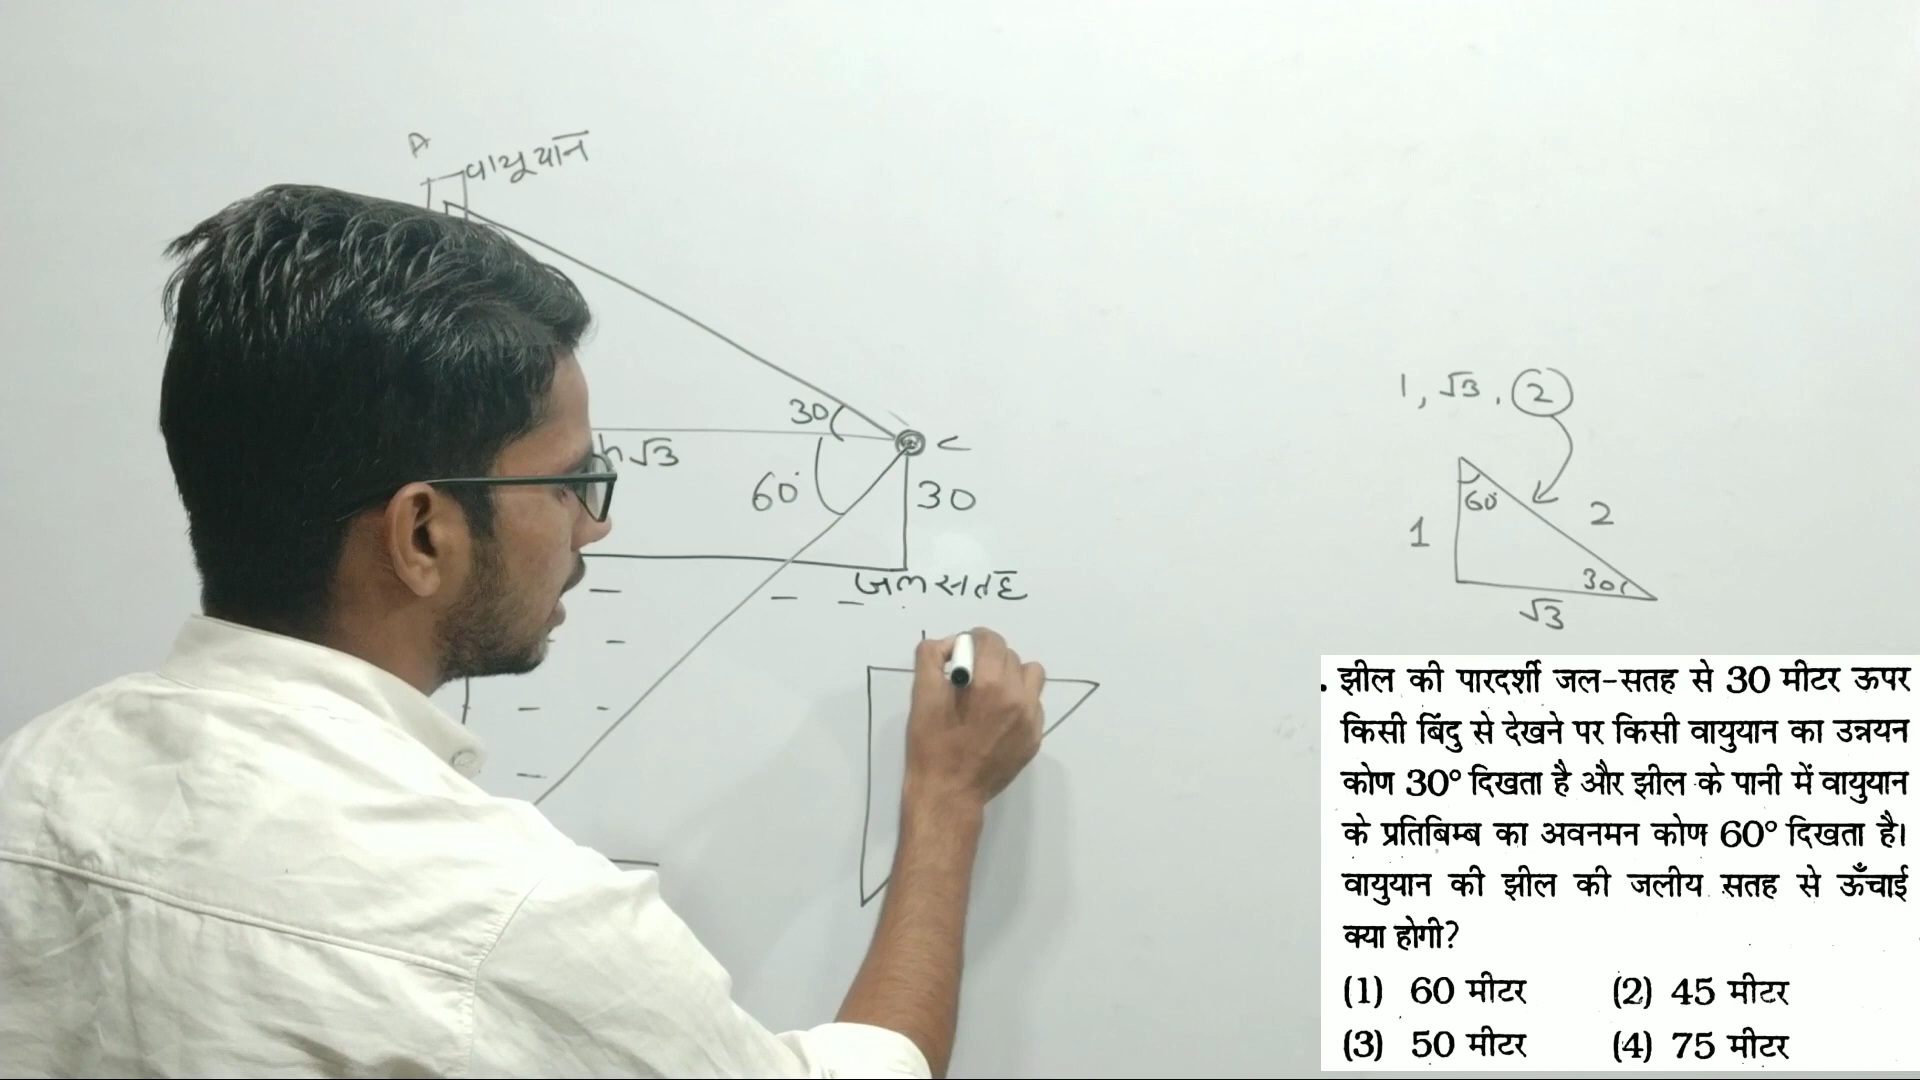 A
वायूयान
30
C
h√3
60°
30
जल सतह
1, √3, 2
60°
1
2
30
√3
. झील की पारदर्शी जल-सतह से 30 मीटर ऊपर
किसी बिंदु से देखने पर किसी वायुयान का उन्नयन
कोण 30° दिखता है और झील के पानी में वायुयान
के प्रतिबिम्ब का अवनमन कोण 60° दिखता है।
वायुयान की झील की जलीय सतह से ऊँचाई
क्या होगी?
(1) 60 मीटर (2) 45 मीटर
(3) 50 मीटर (4) 75 मीटर